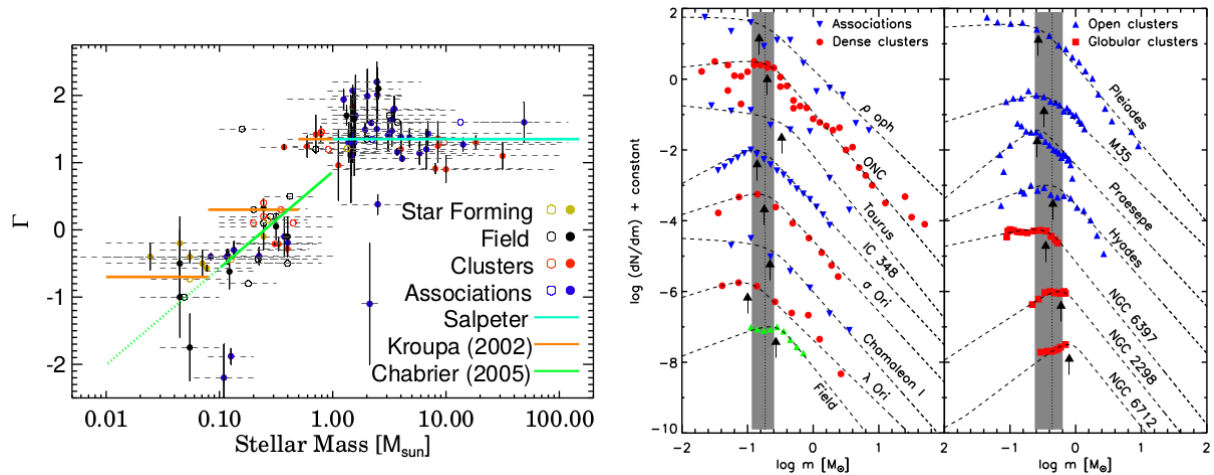 2
1
0
-1
-2
Γ
0.01 0.10 1.00 10.00 100.00
Stellar Mass [M_sun]
Star Forming
Field
Clusters
Associations
Salpeter
Kroupa (2002)
Chabrier (2005)
2
0
-2
-4
-6
-8
-10
log (dN/dm) + constant
Associations
Dense clusters
ρ oph
ONC
Taurus
IC 348
σ Ori
Chamaleon I
λ Ori
Field
-2 -1 0 1 2
log m [M⊙]
Open clusters
Globular clusters
Pleiades
M35
Praesepe
Hyades
NGC 6397
NGC 2298
NGC 6712
-1 0 1 2
log m [M⊙]